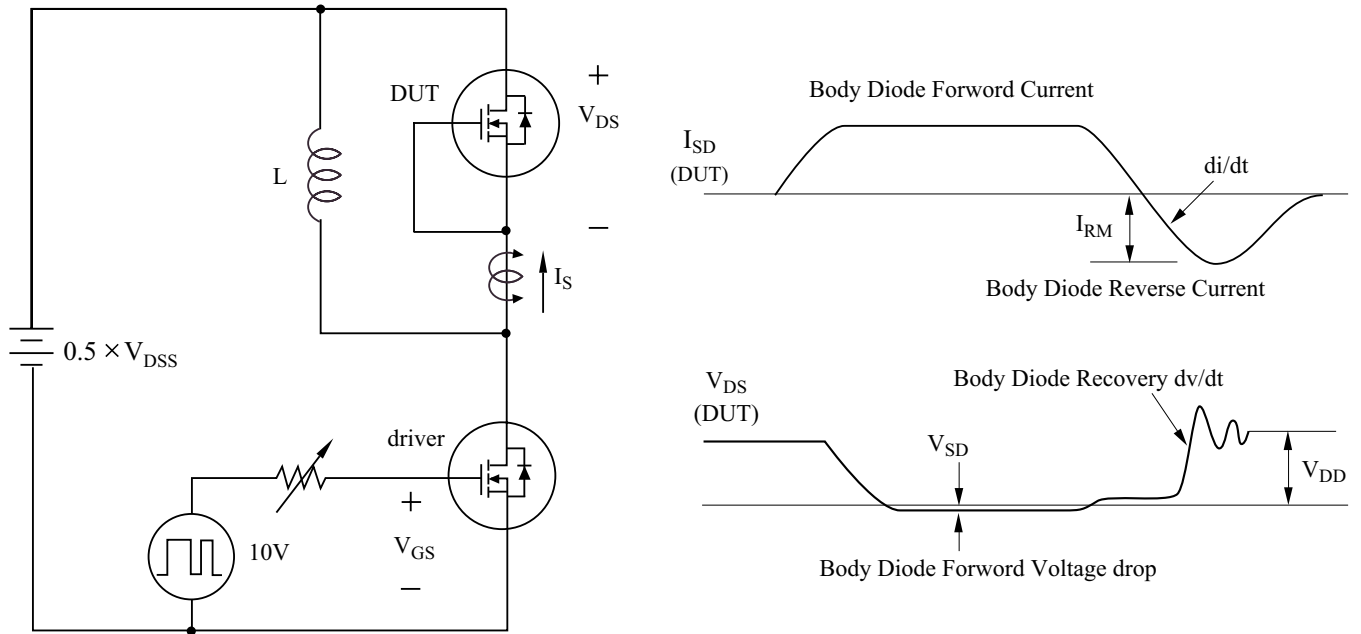 DUT
+
V_DS
−
L
I_S
0.5 × V_DSS
driver
+
V_GS
−
10V
Body Diode Forword Current
I_SD
(DUT)
di/dt
I_RM
Body Diode Reverse Current
V_DS
(DUT)
Body Diode Recovery dv/dt
V_SD
V_DD
Body Diode Forword Voltage drop